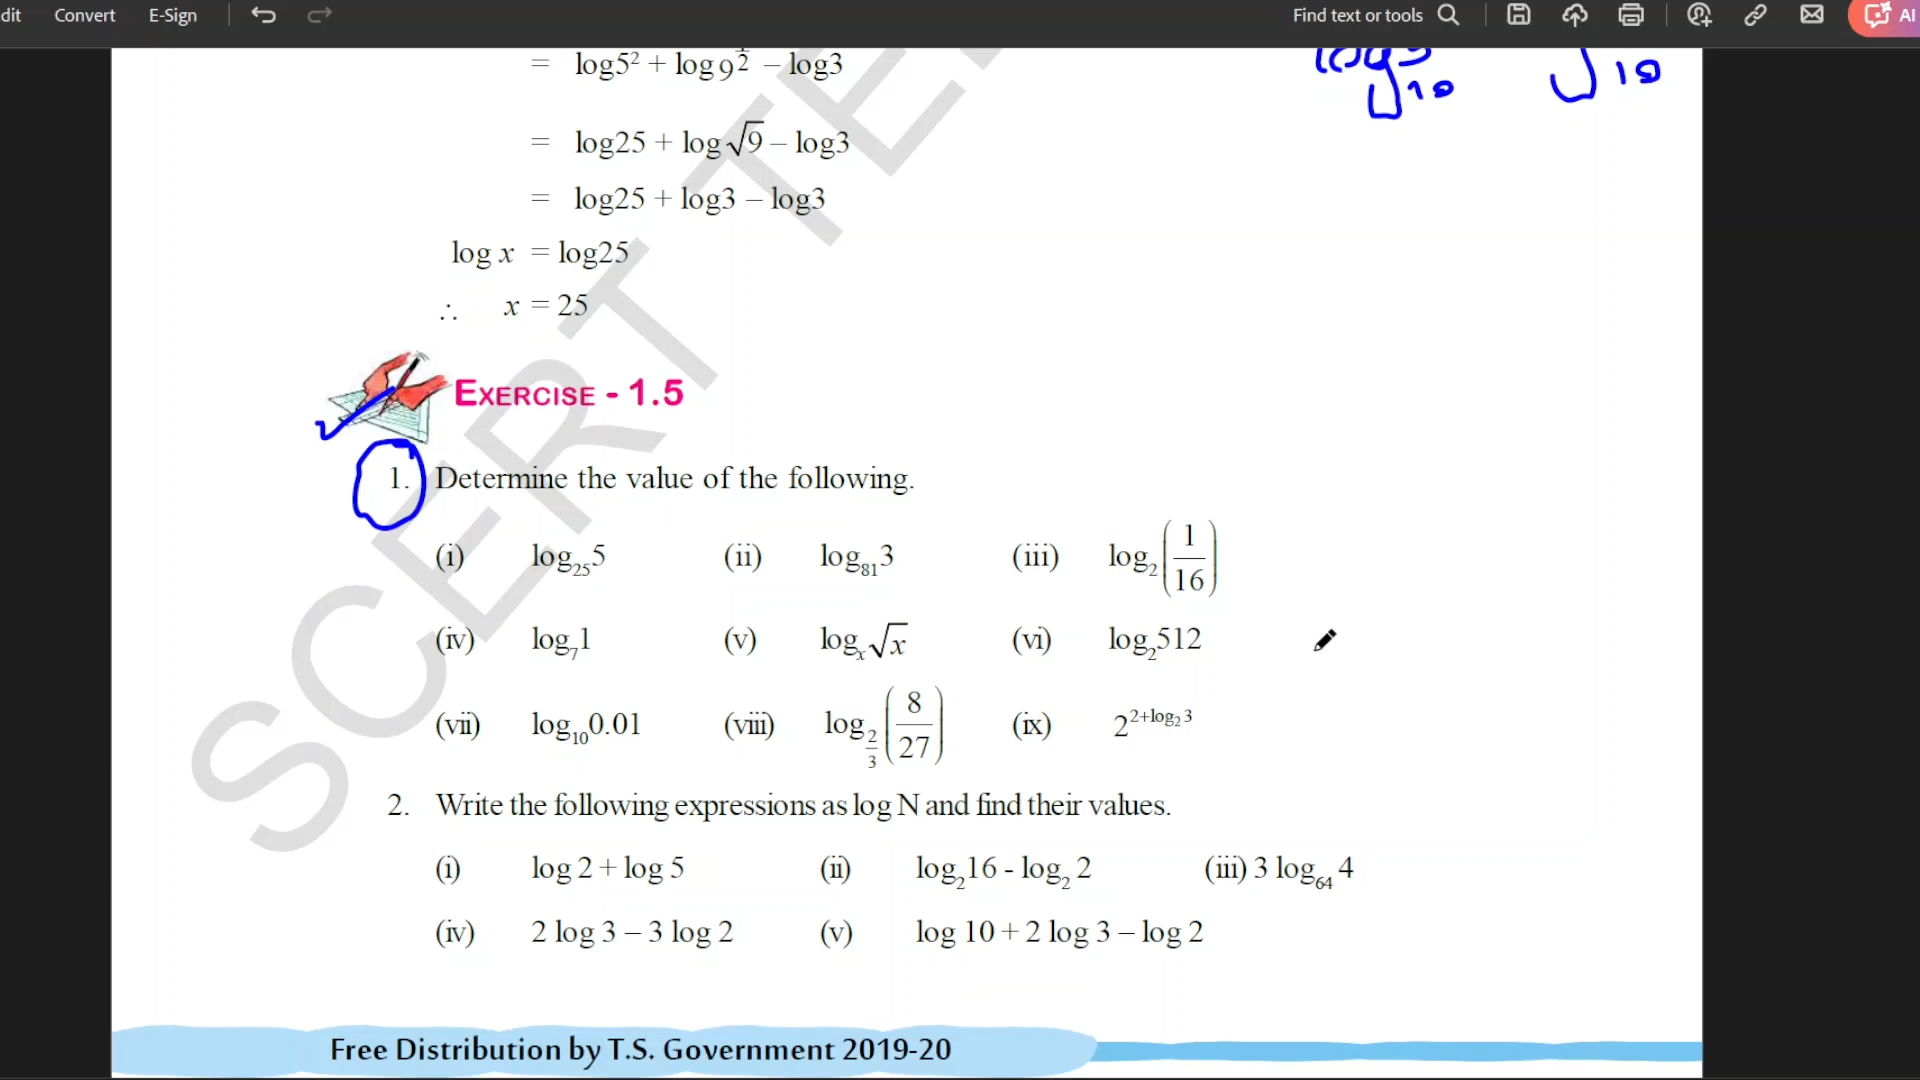 dit Convert E-Sign Find text or tools AI
= log5² + log9^½ – log3
= log25 + log√9 – log3
= log25 + log3 – log3
log x = log25
∴ x = 25
EXERCISE - 1.5
1. Determine the value of the following.
(i) log₂₅5 (ii) log₈₁3 (iii) log₂(1/16)
(iv) log₇1 (v) logₓ√x (vi) log₂512
(vii) log₁₀0.01 (viii) log_{2/3}(8/27) (ix) 2^{2+log₂3}
2. Write the following expressions as log N and find their values.
(i) log 2 + log 5 (ii) log₂16 - log₂ 2 (iii) 3 log₆₄ 4
(iv) 2 log 3 – 3 log 2 (v) log 10 + 2 log 3 – log 2
Free Distribution by T.S. Government 2019-20